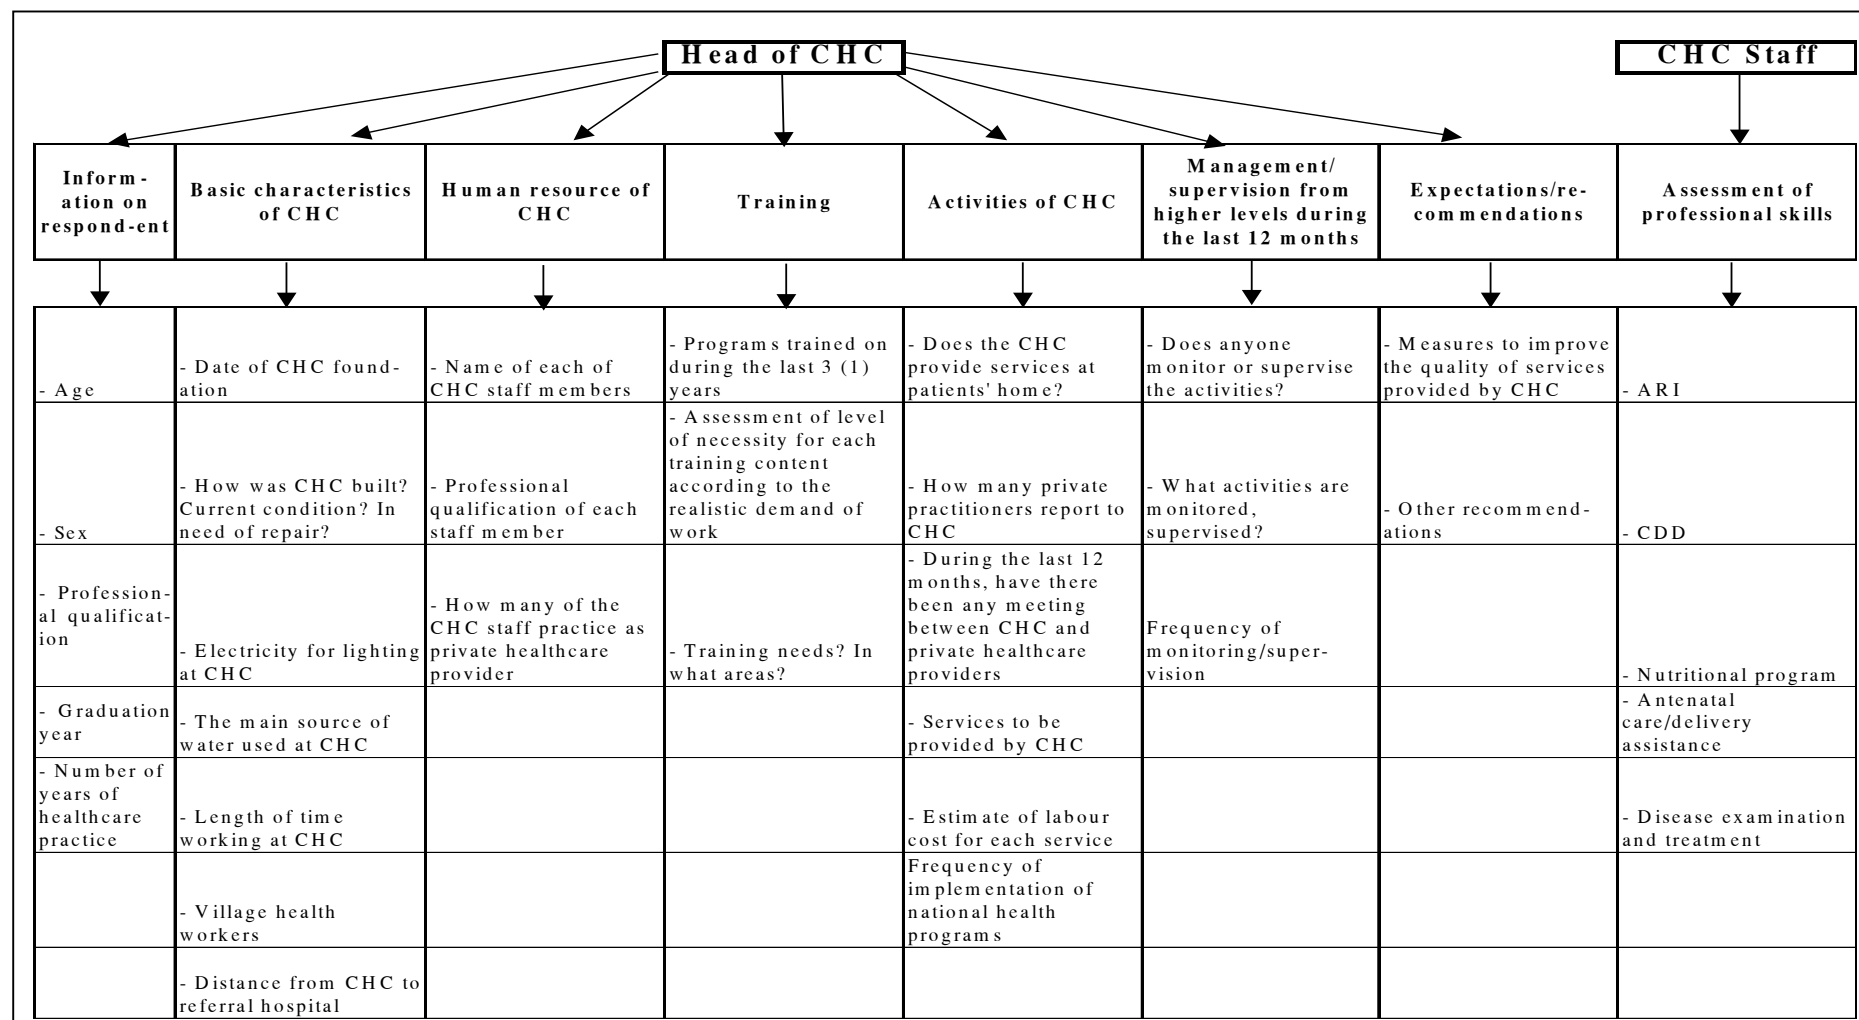 Head of CHC
CHC Staff
Inform-
ation on
respond-ent
Basic characteristics
of CHC
Human resource of
CHC
Training
Activities of CHC
Management/
supervision from
higher levels during
the last 12 months
Expectations/re-
commendations
Assessment of
professional skills
- Age
- Date of CHC found-
ation
- Name of each of
CHC staff members
- Programs trained on
during the last 3 (1)
years
- Does the CHC
provide services at
patients' home?
- Does anyone
monitor or supervise
the activities?
- Measures to improve
the quality of services
provided by CHC
- ARI
- Sex
- How was CHC built?
Current condition? In
need of repair?
- Professional
qualification of each
staff member
- Assessment of level
of necessity for each
training content
according to the
realistic demand of
work
- How many private
practitioners report to
CHC
- What activities are
monitored,
supervised?
- Other recommend-
ations
- CDD
- Profession-
al qualificat-
ion
- Electricity for lighting
at CHC
- How many of the
CHC staff practice as
private healthcare
provider
- Training needs? In
what areas?
- During the last 12
months, have there
been any meeting
between CHC and
private healthcare
providers
Frequency of
monitoring/super-
vision
- Nutritional program
- Graduation
year
- The main source of
water used at CHC
- Services to be
provided by CHC
- Antenatal
care/delivery
assistance
- Number of
years of
healthcare
practice
- Length of time
working at CHC
- Estimate of labour
cost for each service
- Disease examination
and treatment
- Village health
workers
Frequency of
implementation of
national health
programs
- Distance from CHC to
referral hospital